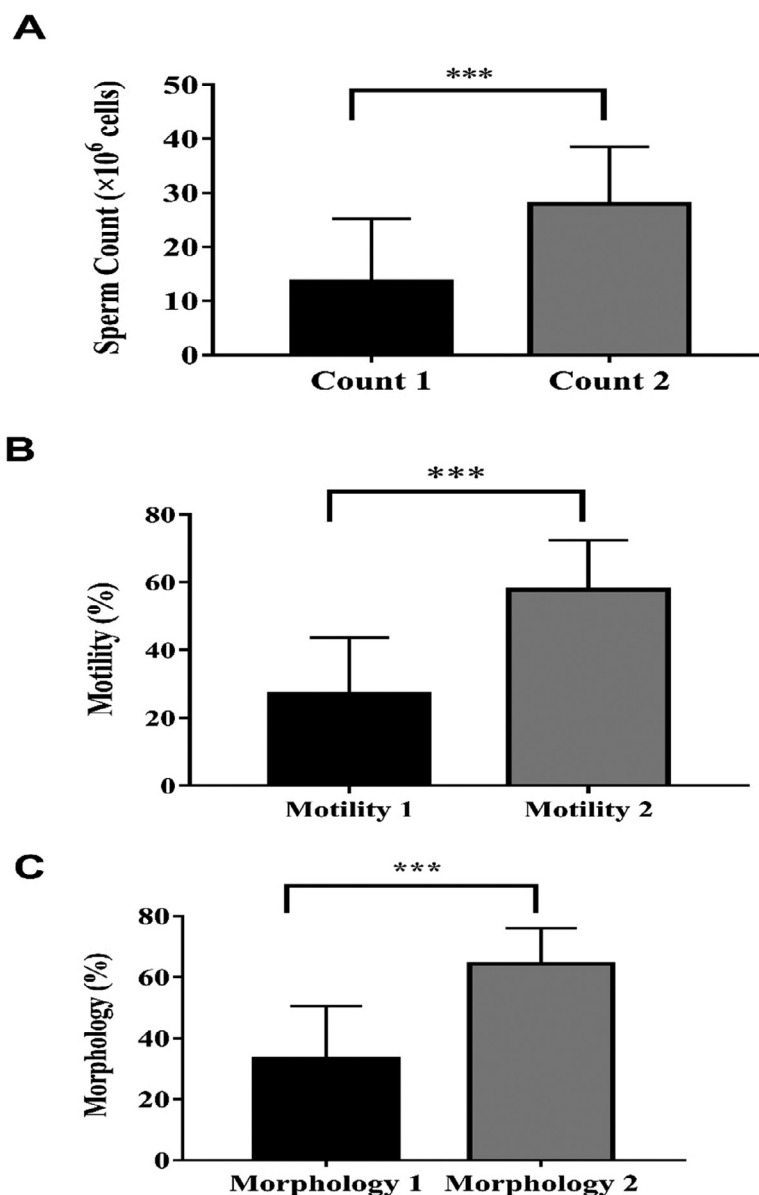 A
***
Sperm Count (×10⁶ cells)
50
40
30
20
10
0
Count 1 Count 2
B
***
Motility (%)
80
60
40
20
0
Motility 1 Motility 2
C
***
Morphology (%)
80
60
40
20
0
Morphology 1 Morphology 2